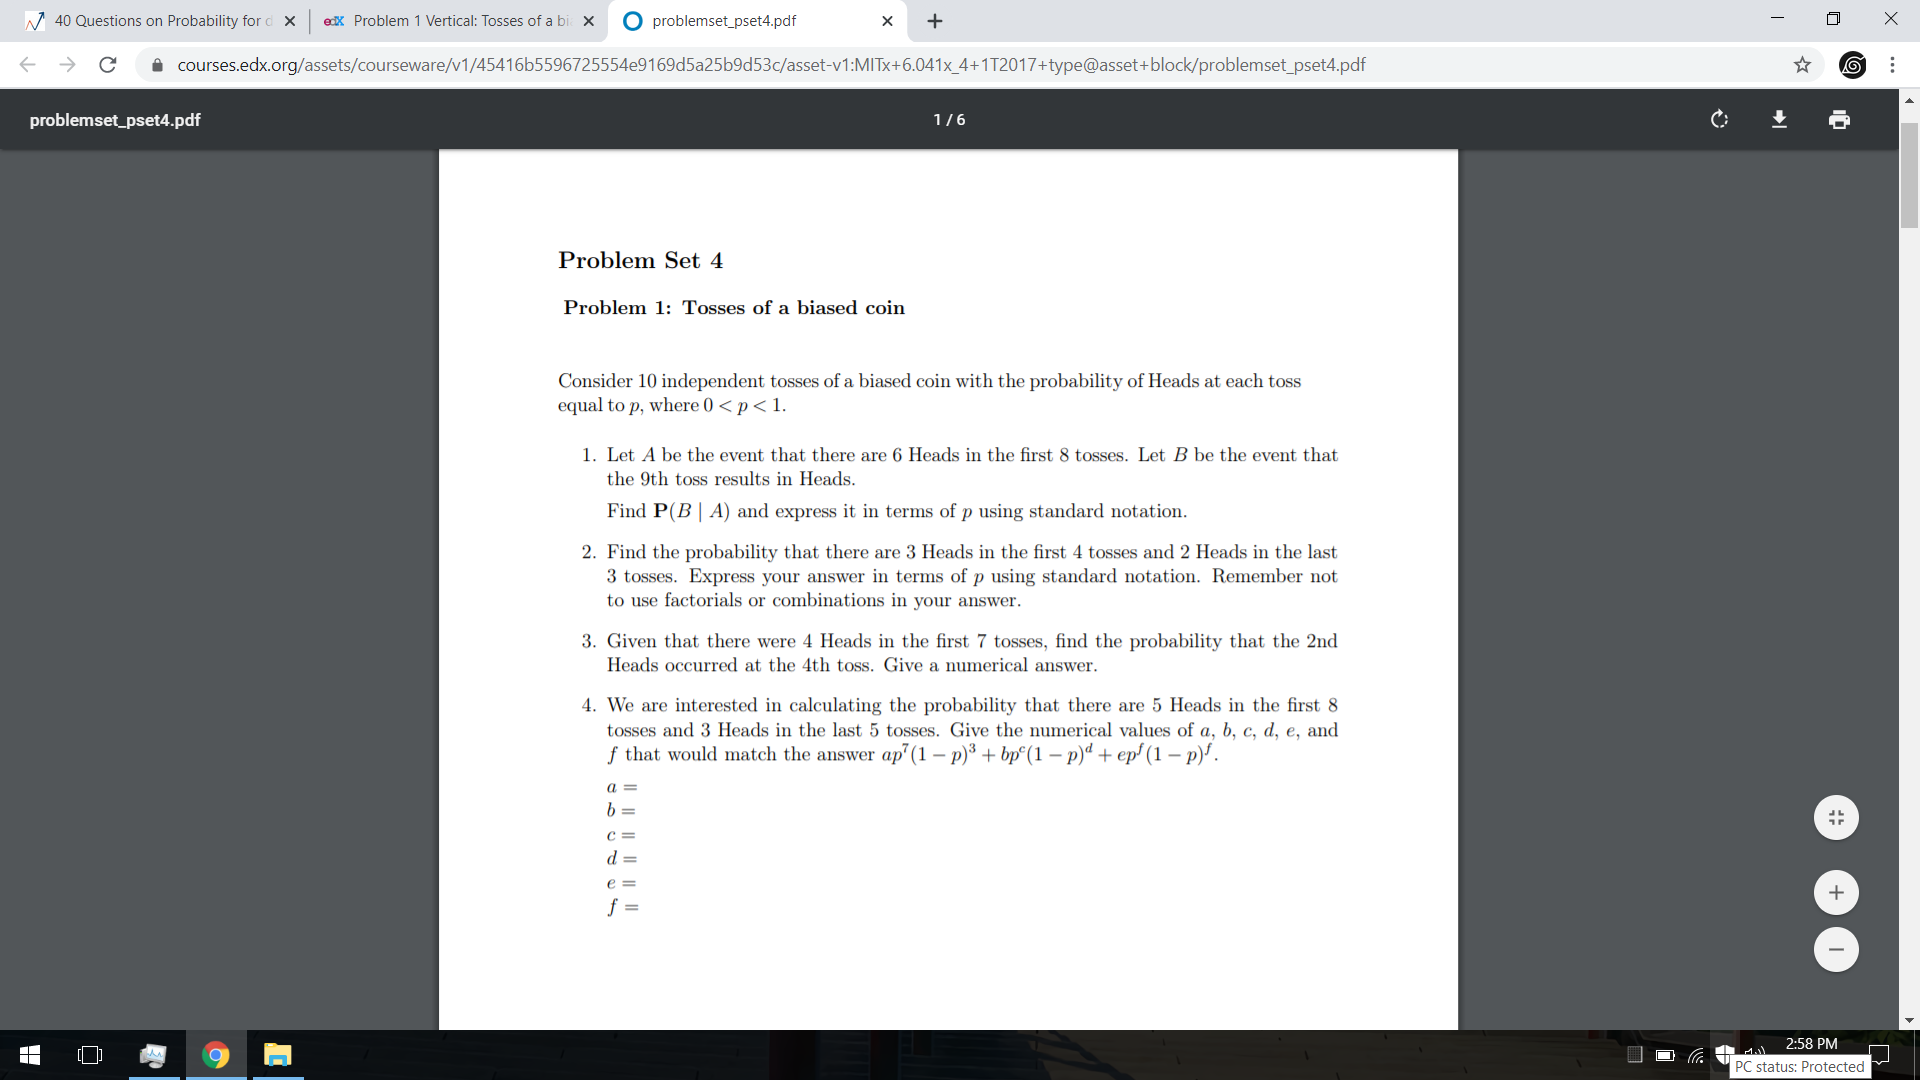 40 Questions on Probability for d
edX Problem 1 Vertical: Tosses of a bi
problemset_pset4.pdf
courses.edx.org/assets/courseware/v1/45416b5596725554e9169d5a25b9d53c/asset-v1:MITx+6.041x_4+1T2017+type@asset+block/problemset_pset4.pdf
problemset_pset4.pdf
1 / 6
Problem Set 4
Problem 1: Tosses of a biased coin
Consider 10 independent tosses of a biased coin with the probability of Heads at each toss
equal to p, where 0 < p < 1.
1. Let A be the event that there are 6 Heads in the first 8 tosses. Let B be the event that
the 9th toss results in Heads.
Find P(B | A) and express it in terms of p using standard notation.
2. Find the probability that there are 3 Heads in the first 4 tosses and 2 Heads in the last
3 tosses. Express your answer in terms of p using standard notation. Remember not
to use factorials or combinations in your answer.
3. Given that there were 4 Heads in the first 7 tosses, find the probability that the 2nd
Heads occurred at the 4th toss. Give a numerical answer.
4. We are interested in calculating the probability that there are 5 Heads in the first 8
tosses and 3 Heads in the last 5 tosses. Give the numerical values of a, b, c, d, e, and
f that would match the answer ap⁷(1 − p)³ + bpᶜ(1 − p)ᵈ + epᶠ(1 − p)ᶠ.
a =
b =
c =
d =
e =
f =
2:58 PM
PC status: Protected